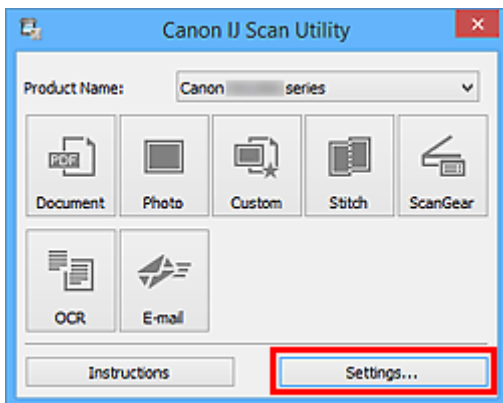 Canon IJ Scan Utility
Product Name: Canon series
PDF
Document Photo Custom Stitch ScanGear
OCR E-mail
Instructions Settings...